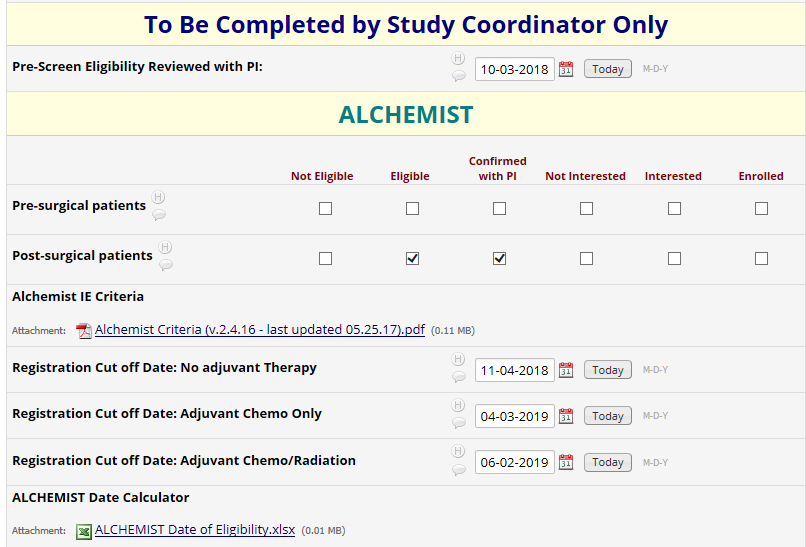 To Be Completed by Study Coordinator Only
Pre-Screen Eligibility Reviewed with PI: H 10-03-2018 31 Today M-D-Y
ALCHEMIST
Not Eligible Eligible Confirmed with PI Not Interested Interested Enrolled
Pre-surgical patients H
Post-surgical patients H
Alchemist IE Criteria
Attachment: Alchemist Criteria (v.2.4.16 - last updated 05.25.17).pdf (0.11 MB)
Registration Cut off Date: No adjuvant Therapy H 11-04-2018 31 Today M-D-Y
Registration Cut off Date: Adjuvant Chemo Only H 04-03-2019 31 Today M-D-Y
Registration Cut off Date: Adjuvant Chemo/Radiation H 06-02-2019 31 Today M-D-Y
ALCHEMIST Date Calculator
Attachment: ALCHEMIST Date of Eligibility.xlsx (0.01 MB)